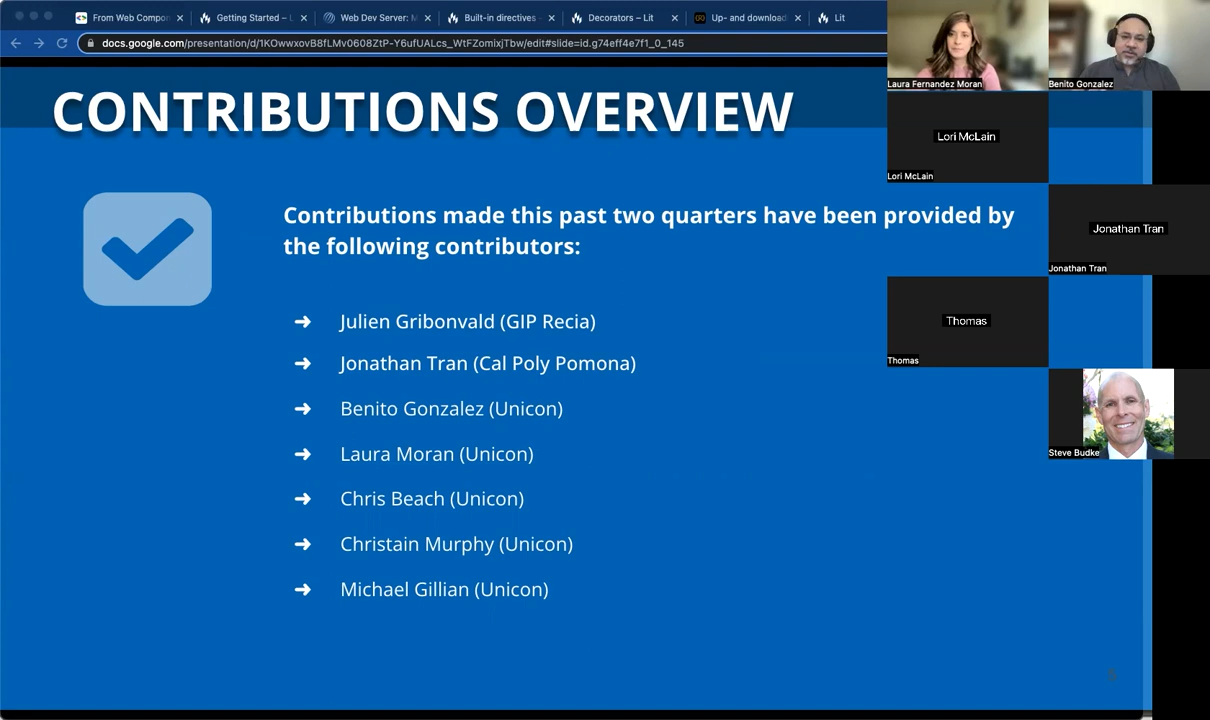 From Web Compon
Getting Started – L
Web Dev Server: M
Built-in directives
Decorators – Lit
Up- and download
Lit
docs.google.com/presentation/d/1KOwwxovB8fLMv0608ZtP-Y6ufUALcs_WtFZomixjTbw/edit#slide=id.g74eff4e7f1_0_145
CONTRIBUTIONS OVERVIEW
Contributions made this past two quarters have been provided by
the following contributors:
➜ Julien Gribonvald (GIP Recia)
➜ Jonathan Tran (Cal Poly Pomona)
➜ Benito Gonzalez (Unicon)
➜ Laura Moran (Unicon)
➜ Chris Beach (Unicon)
➜ Christain Murphy (Unicon)
➜ Michael Gillian (Unicon)
Laura Fernandez Moran
Benito Gonzalez
Lori McLain
Lori McLain
Jonathan Tran
Jonathan Tran
Thomas
Thomas
Steve Budke